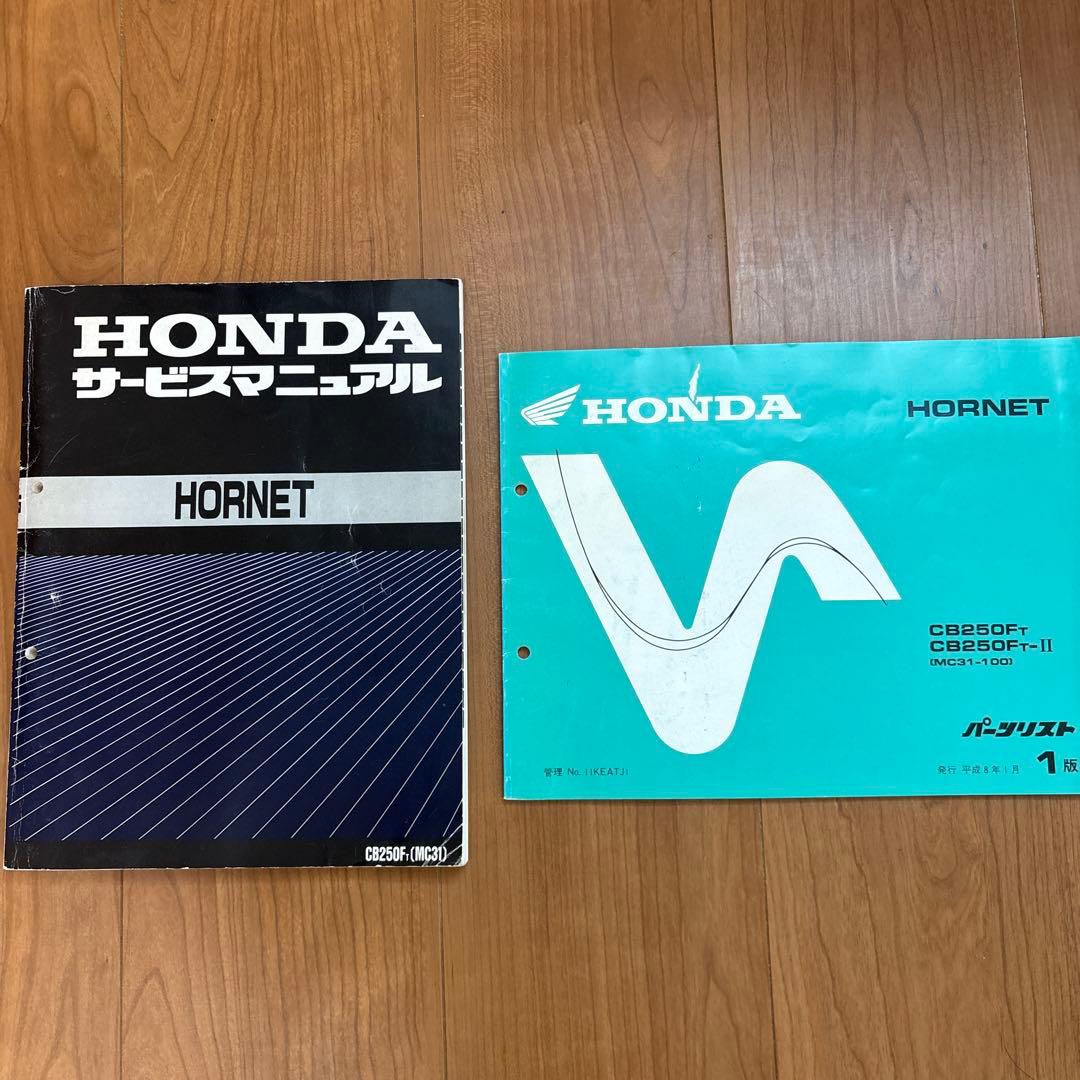 HONDA
サービスマニュアル
HORNET
CB250FT(MC31)
HONDA
HORNET
CB250FT
CB250FT-II
(MC31-100)
パーツリスト
管理 No. 11KEATJ1
発行 平成8年1月 1版